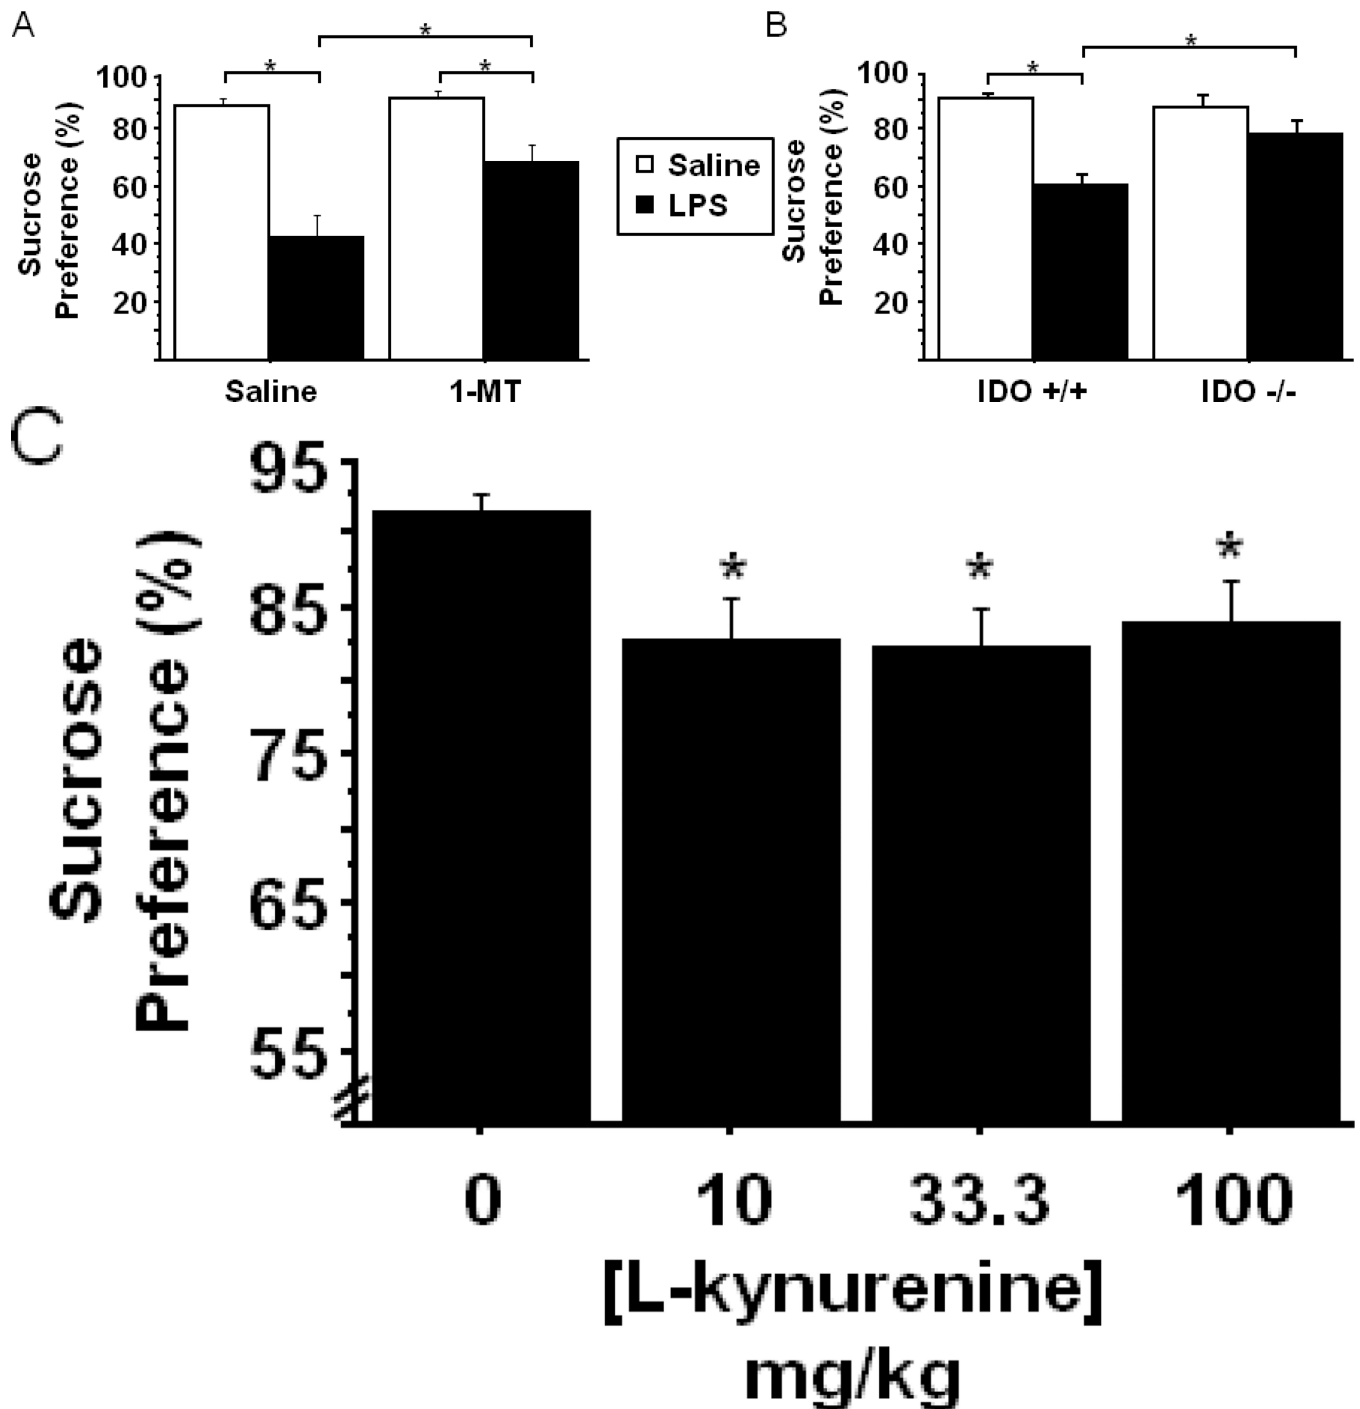 A
*
*
*
100
80
60
40
20
Sucrose
Preference (%)
Saline
1-MT
Saline
LPS
B
*
*
100
80
60
40
20
Sucrose
Preference (%)
IDO +/+
IDO -/-
C
95
85
75
65
55
Sucrose
Preference (%)
*
*
*
0
10
33.3
100
[L-kynurenine]
mg/kg